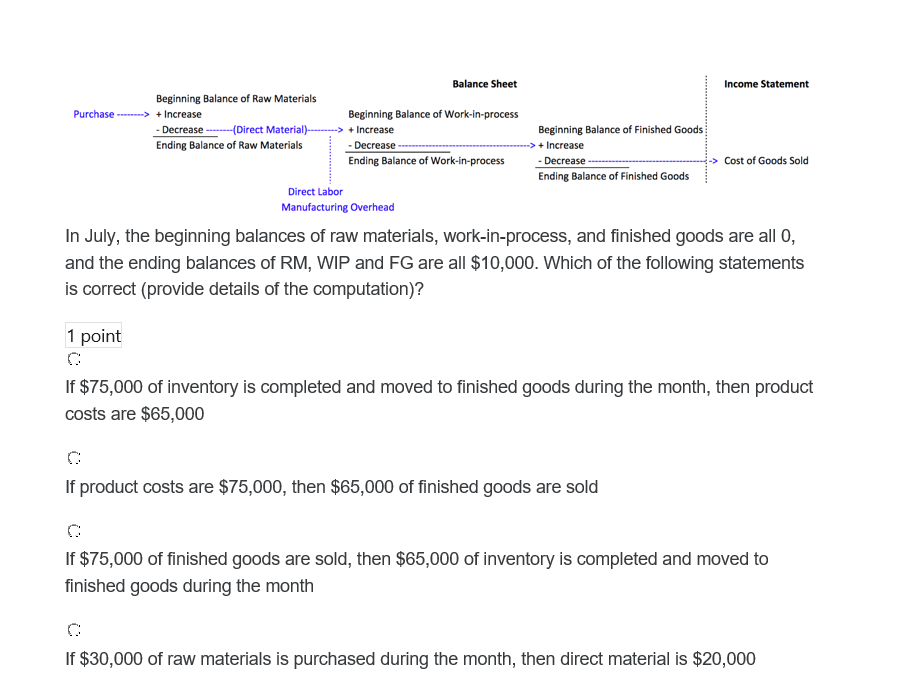 Balance Sheet Income Statement
Beginning Balance of Raw Materials
Purchase --------> + Increase Beginning Balance of Work-in-process
- Decrease --------(Direct Material)---------> + Increase Beginning Balance of Finished Goods
Ending Balance of Raw Materials - Decrease ------------------------------------> + Increase
Ending Balance of Work-in-process - Decrease ------------------------------------> Cost of Goods Sold
Ending Balance of Finished Goods
Direct Labor
Manufacturing Overhead
In July, the beginning balances of raw materials, work-in-process, and finished goods are all 0,
and the ending balances of RM, WIP and FG are all $10,000. Which of the following statements
is correct (provide details of the computation)?
1 point
If $75,000 of inventory is completed and moved to finished goods during the month, then product
costs are $65,000
If product costs are $75,000, then $65,000 of finished goods are sold
If $75,000 of finished goods are sold, then $65,000 of inventory is completed and moved to
finished goods during the month
If $30,000 of raw materials is purchased during the month, then direct material is $20,000